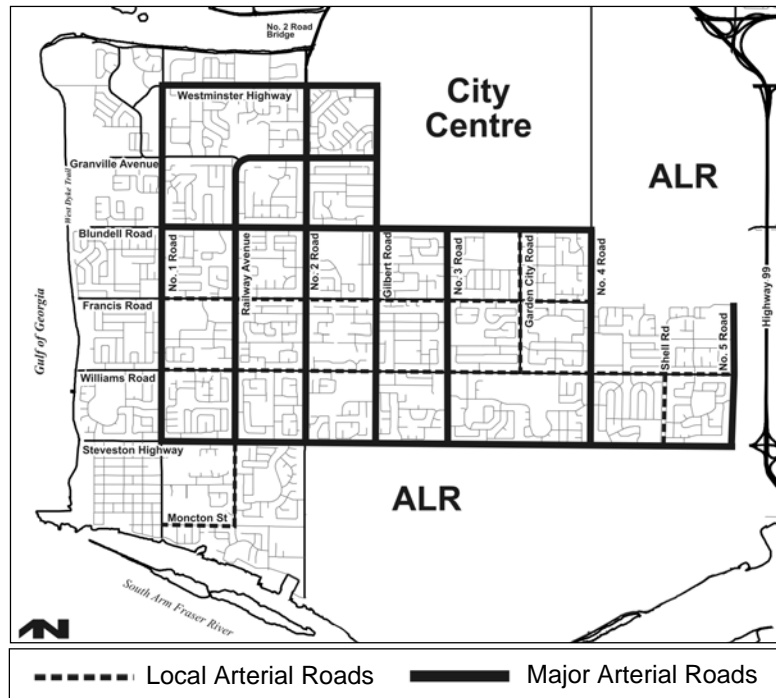 No. 2 Road
Bridge
Westminster Highway
City
Centre
Granville Avenue
ALR
West Dyke Trail
Blundell Road
No. 1 Road
Railway Avenue
No. 2 Road
Gilbert Road
No. 3 Road
Garden City Road
No. 4 Road
Highway 99
Francis Road
Gulf of Georgia
Shell Rd
No. 5 Road
Williams Road
Steveston Highway
ALR
Moncton St
South Arm Fraser River
N
Local Arterial Roads
Major Arterial Roads